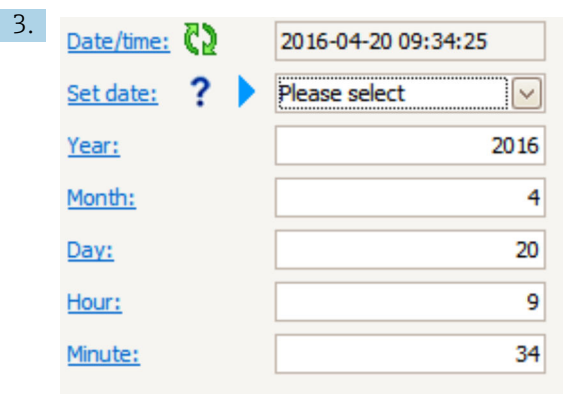 3.
Date/time: 2016-04-20 09:34:25
Set date: ? Please select
Year: 2016
Month: 4
Day: 20
Hour: 9
Minute: 34